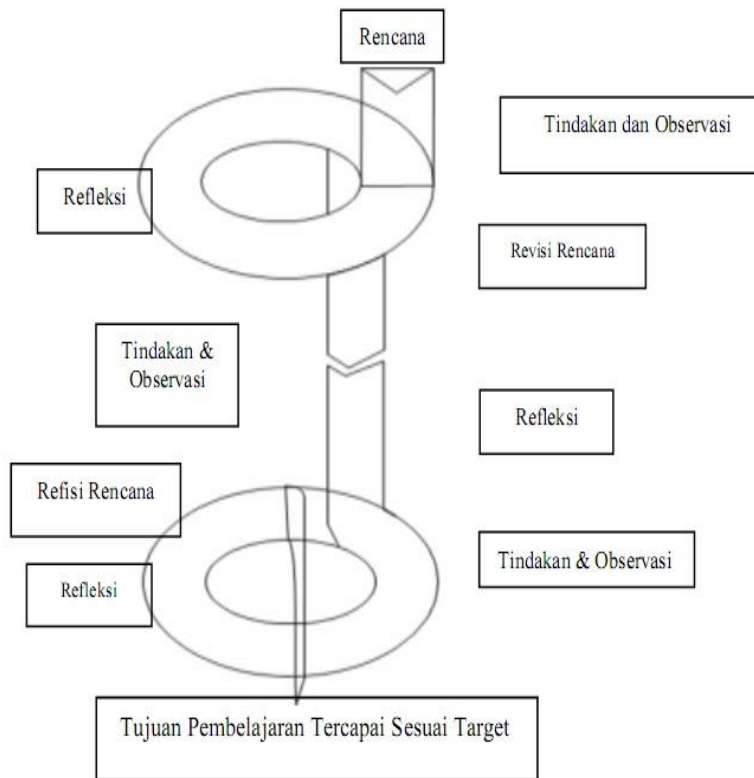 Rencana
Tindakan dan Observasi
Refleksi
Revisi Rencana
Tindakan &
Observasi
Refleksi
Refisi Rencana
Tindakan & Observasi
Refleksi
Tujuan Pembelajaran Tercapai Sesuai Target